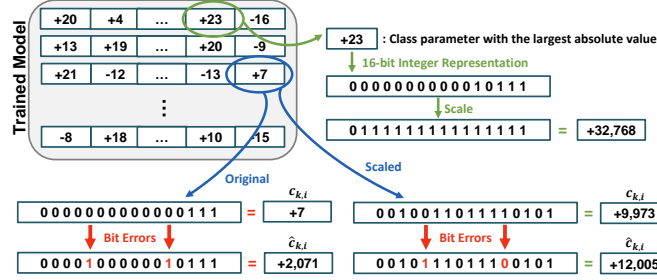 Trained Model
+20 +4 ... +23 -16
+13 +19 ... +20 -9
+21 -12 ... -13 +7
⋮
-8 +18 ... +10 -15
+23 : Class parameter with the largest absolute value
16-bit Integer Representation
0 0 0 0 0 0 0 0 0 0 0 1 0 1 1 1
Scale
0 1 1 1 1 1 1 1 1 1 1 1 1 1 1 1 = +32,768
Original
Scaled
c_{k,i}
0 0 0 0 0 0 0 0 0 0 0 0 0 1 1 1 = +7
Bit Errors
ĉ_{k,i}
0 0 0 0 1 0 0 0 0 0 0 1 0 1 1 1 = +2,071
c_{k,i}
0 0 1 0 0 1 1 0 1 1 1 1 0 1 0 1 = +9,973
Bit Errors
ĉ_{k,i}
0 0 1 0 1 1 1 0 1 1 1 0 0 1 0 1 = +12,005